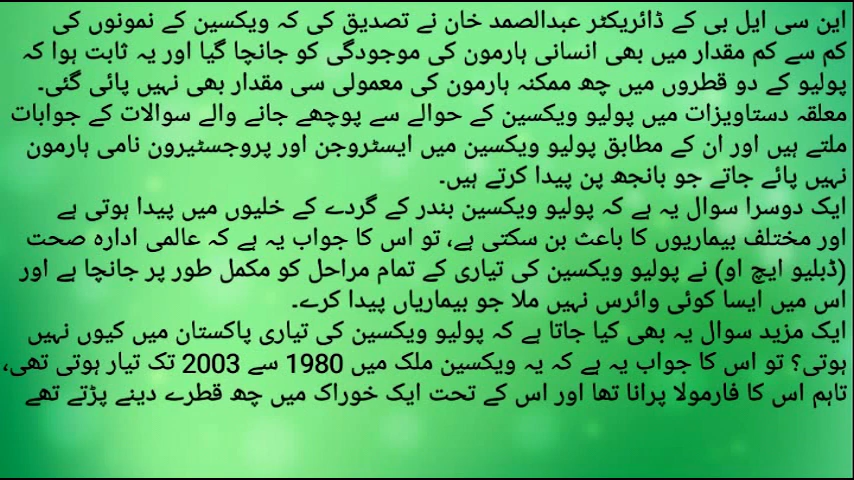 این سی ایل بی کے ڈائریکٹر عبدالصمد خان نے تصدیق کی کہ ویکسین کے نمونوں کی
کم سے کم مقدار میں بھی انسانی ہارمون کی موجودگی کو جانچا گیا اور یہ ثابت ہوا کہ
پولیو کے دو قطروں میں چھ ممکنہ ہارمون کی معمولی سی مقدار بھی نہیں پائی گئی۔
معلقہ دستاویزات میں پولیو ویکسین کے حوالے سے پوچھے جانے والے سوالات کے جوابات
ملتے ہیں اور ان کے مطابق پولیو ویکسین میں ایسٹروجن اور پروجسٹیرون نامی ہارمون
نہیں پائے جاتے جو بانجھ پن پیدا کرتے ہیں۔
ایک دوسرا سوال یہ ہے کہ پولیو ویکسین بندر کے گردے کے خلیوں میں پیدا ہوتی ہے
اور مختلف بیماریوں کا باعث بن سکتی ہے، تو اس کا جواب یہ ہے کہ عالمی ادارہ صحت
(ڈبلیو ایچ او) نے پولیو ویکسین کی تیاری کے تمام مراحل کو مکمل طور پر جانچا ہے اور
اس میں ایسا کوئی وائرس نہیں ملا جو بیماریاں پیدا کرے۔
ایک مزید سوال یہ بھی کیا جاتا ہے کہ پولیو ویکسین کی تیاری پاکستان میں کیوں نہیں
ہوتی؟ تو اس کا جواب یہ ہے کہ یہ ویکسین ملک میں 1980 سے 2003 تک تیار ہوتی تھی،
تاہم اس کا فارمولا پرانا تھا اور اس کے تحت ایک خوراک میں چھ قطرے دینے پڑتے تھے